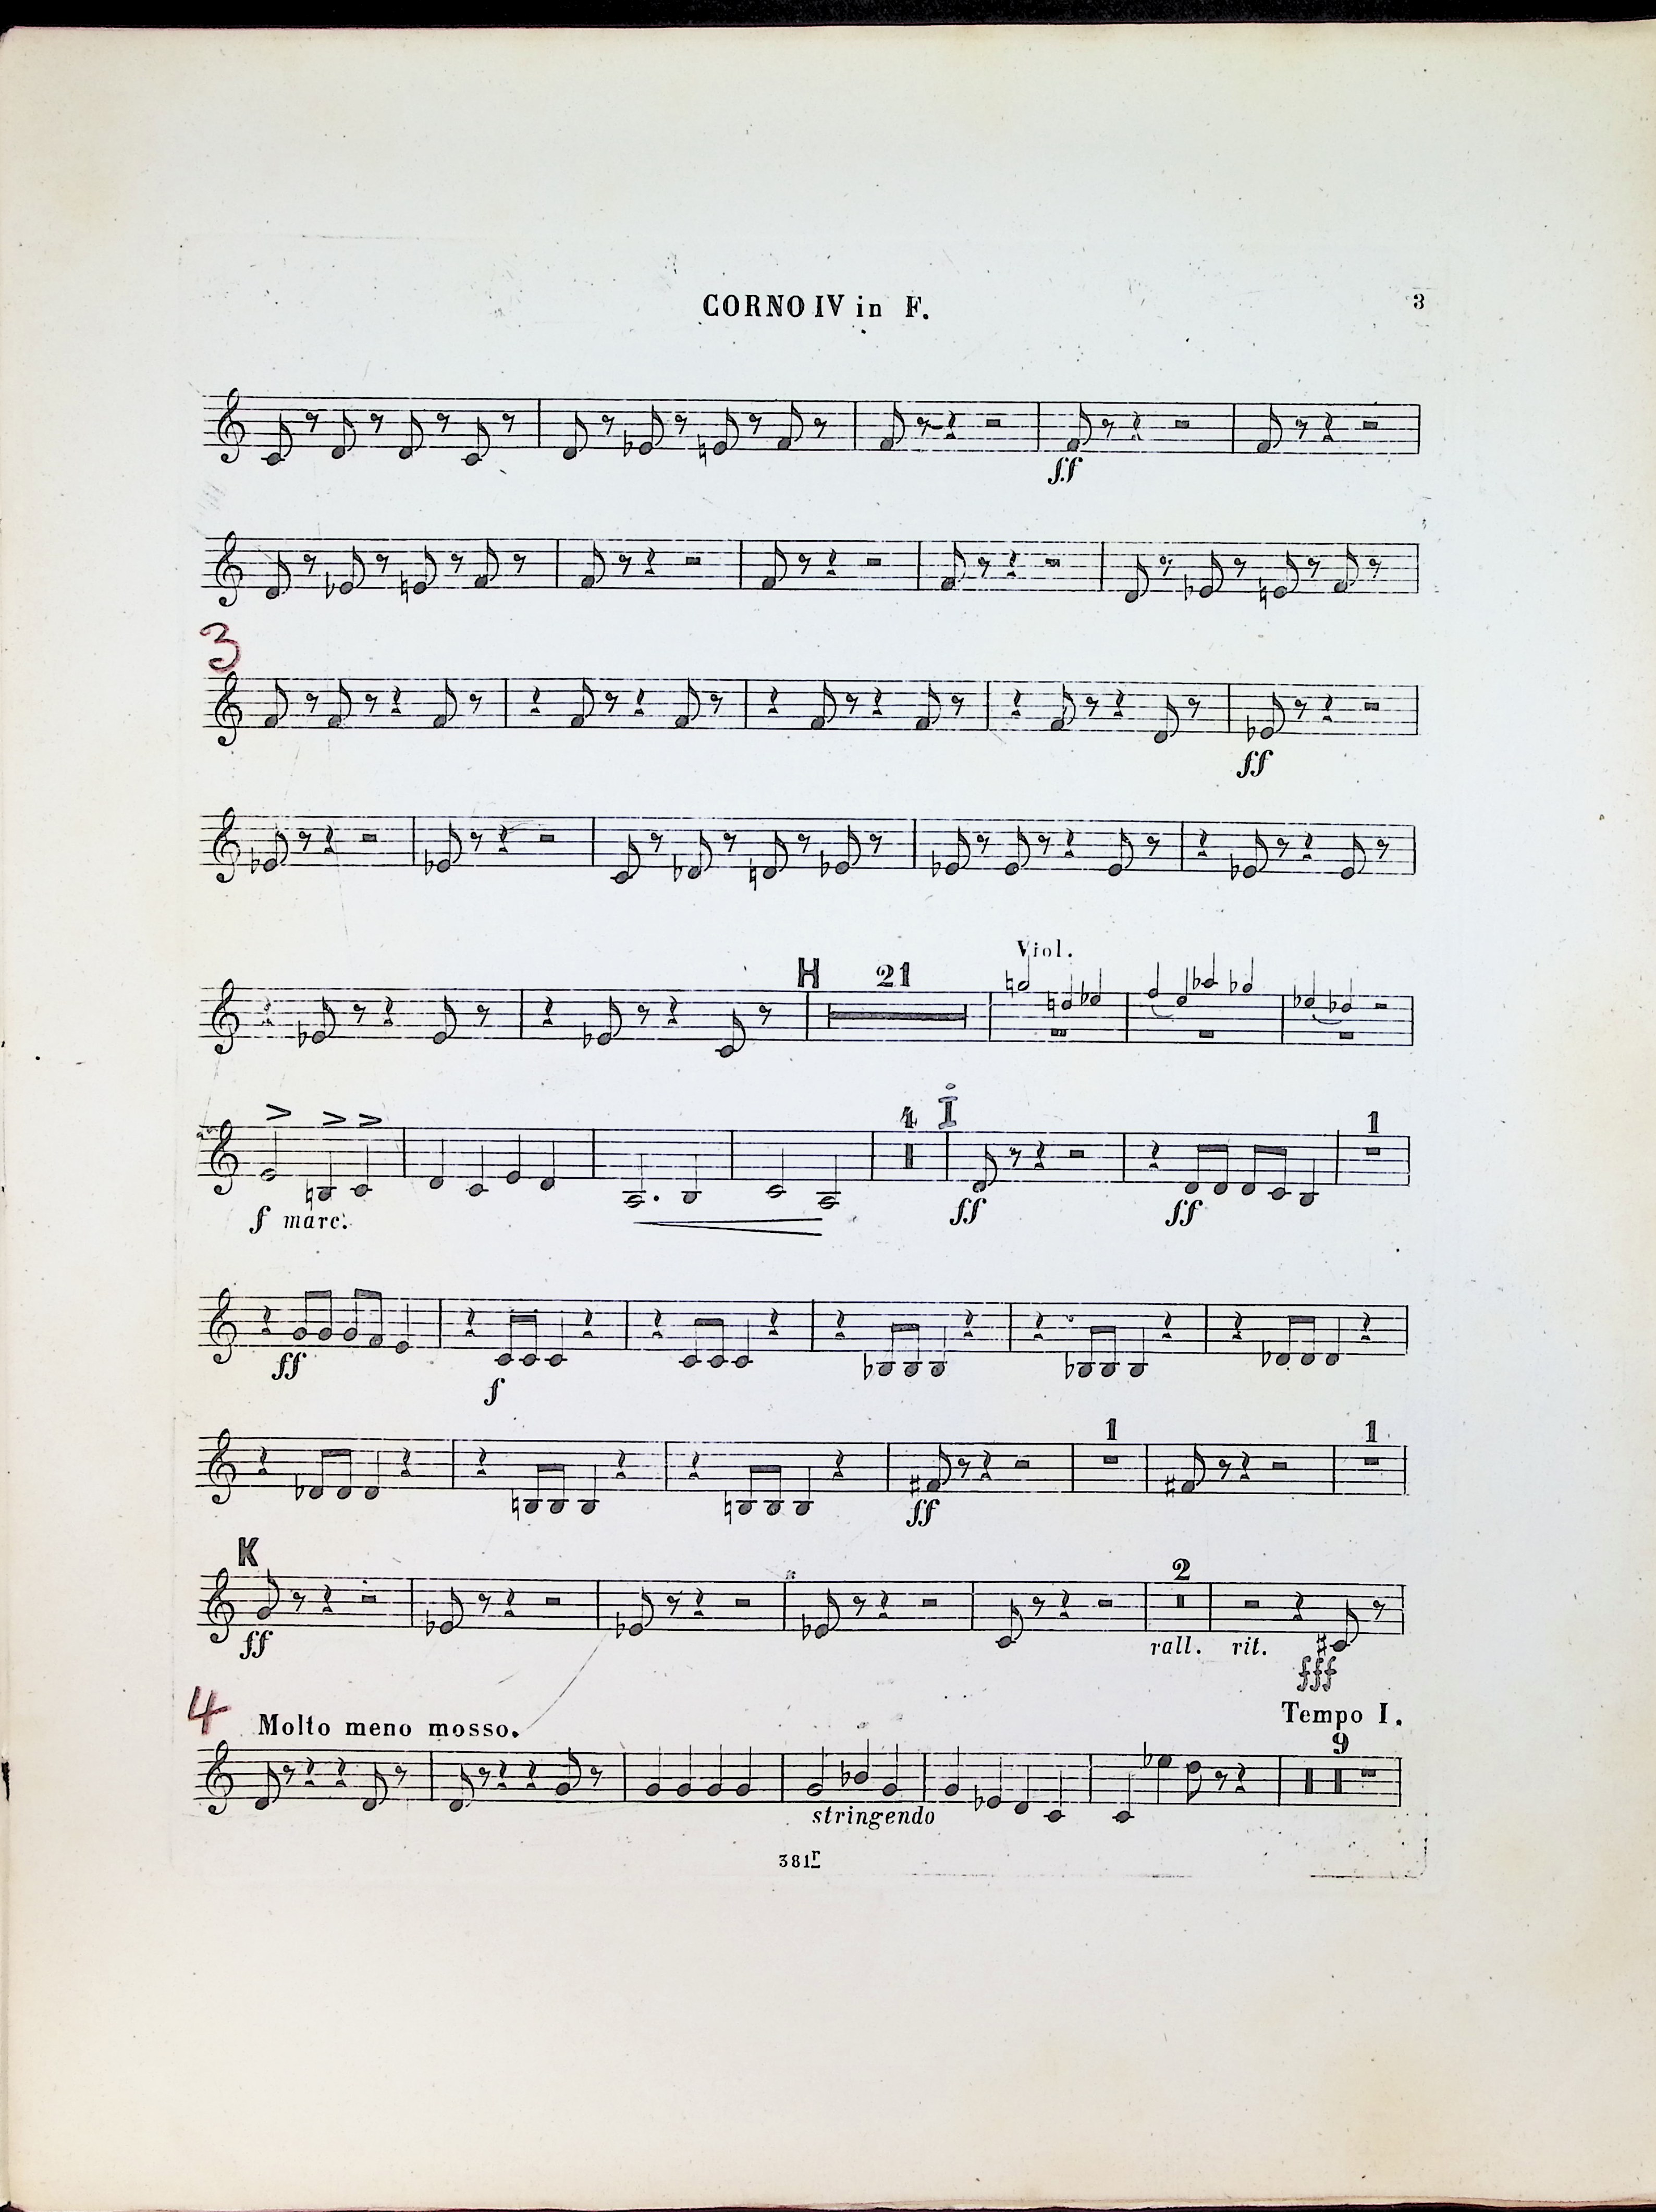 CORNO IV in F.
3
ff
3
ff
Viol.
H 21
4 I
1
f marc.
ff ff
ff
f
1 1
ff
K
2
ff
rall. rit.
fff
4 Molto meno mosso.
Tempo I.
9
stringendo
381r